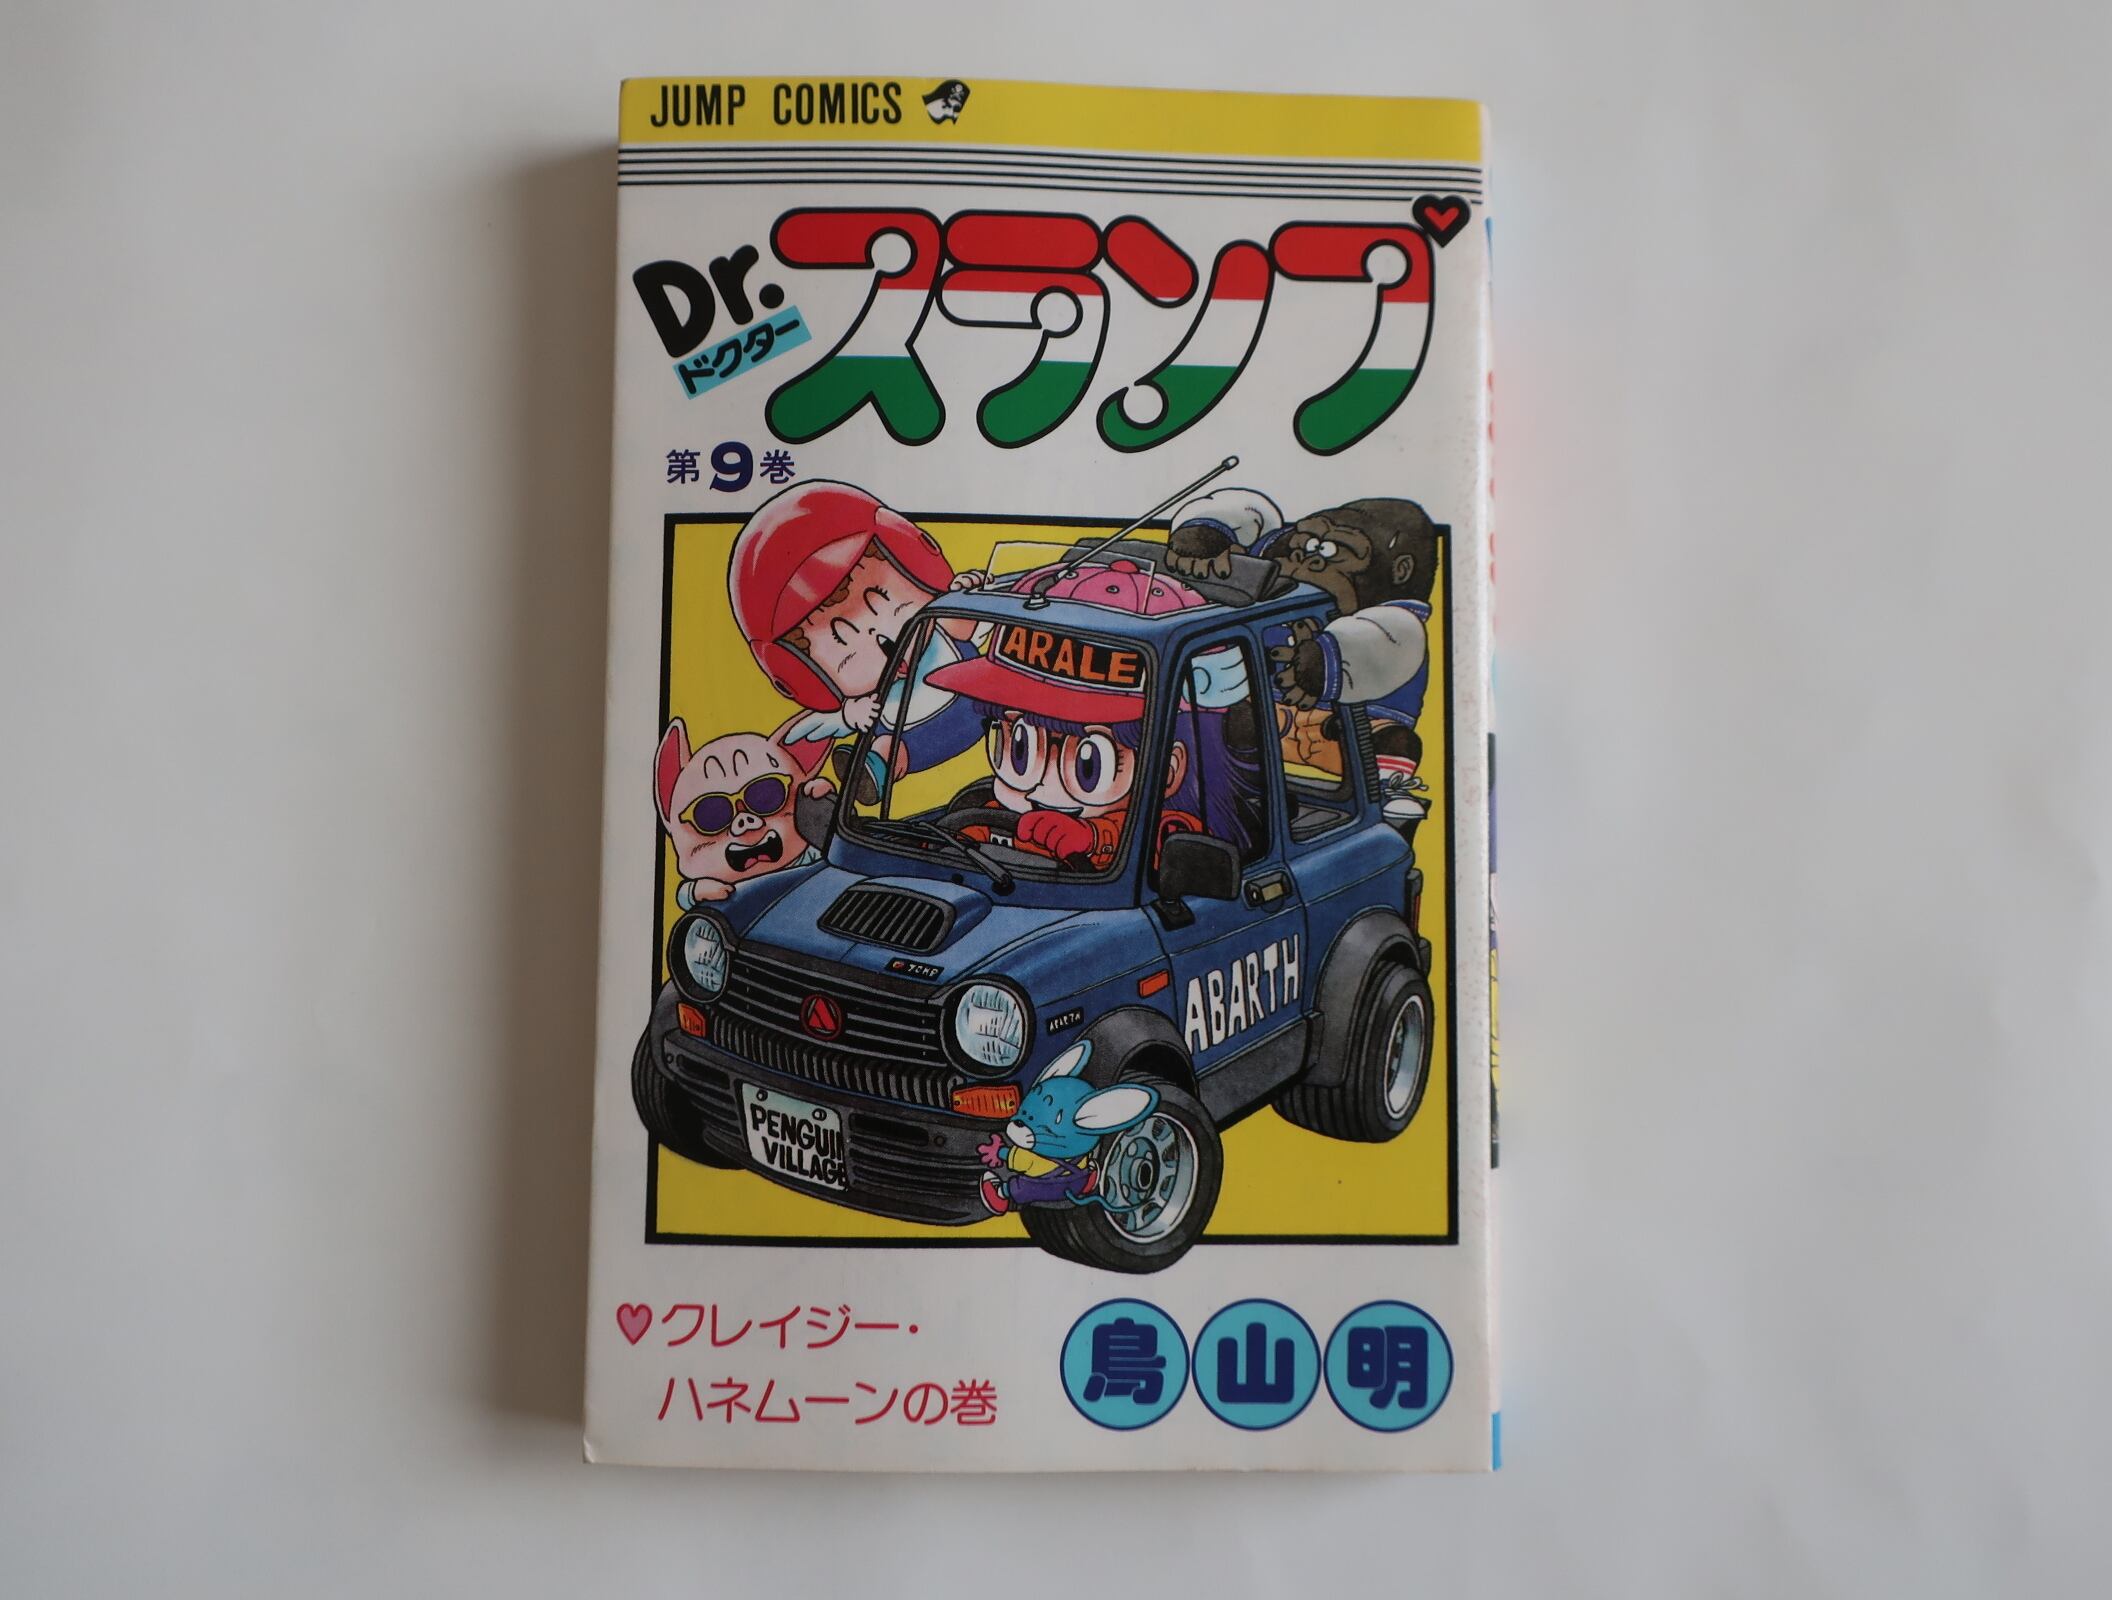 JUMP COMICS
Dr.スランプ
ドクター
第9巻
ARALE
ABARTH
ABARTH
PENGUIN
VILLAGE
♥クレイジー・
ハネムーンの巻
鳥山明